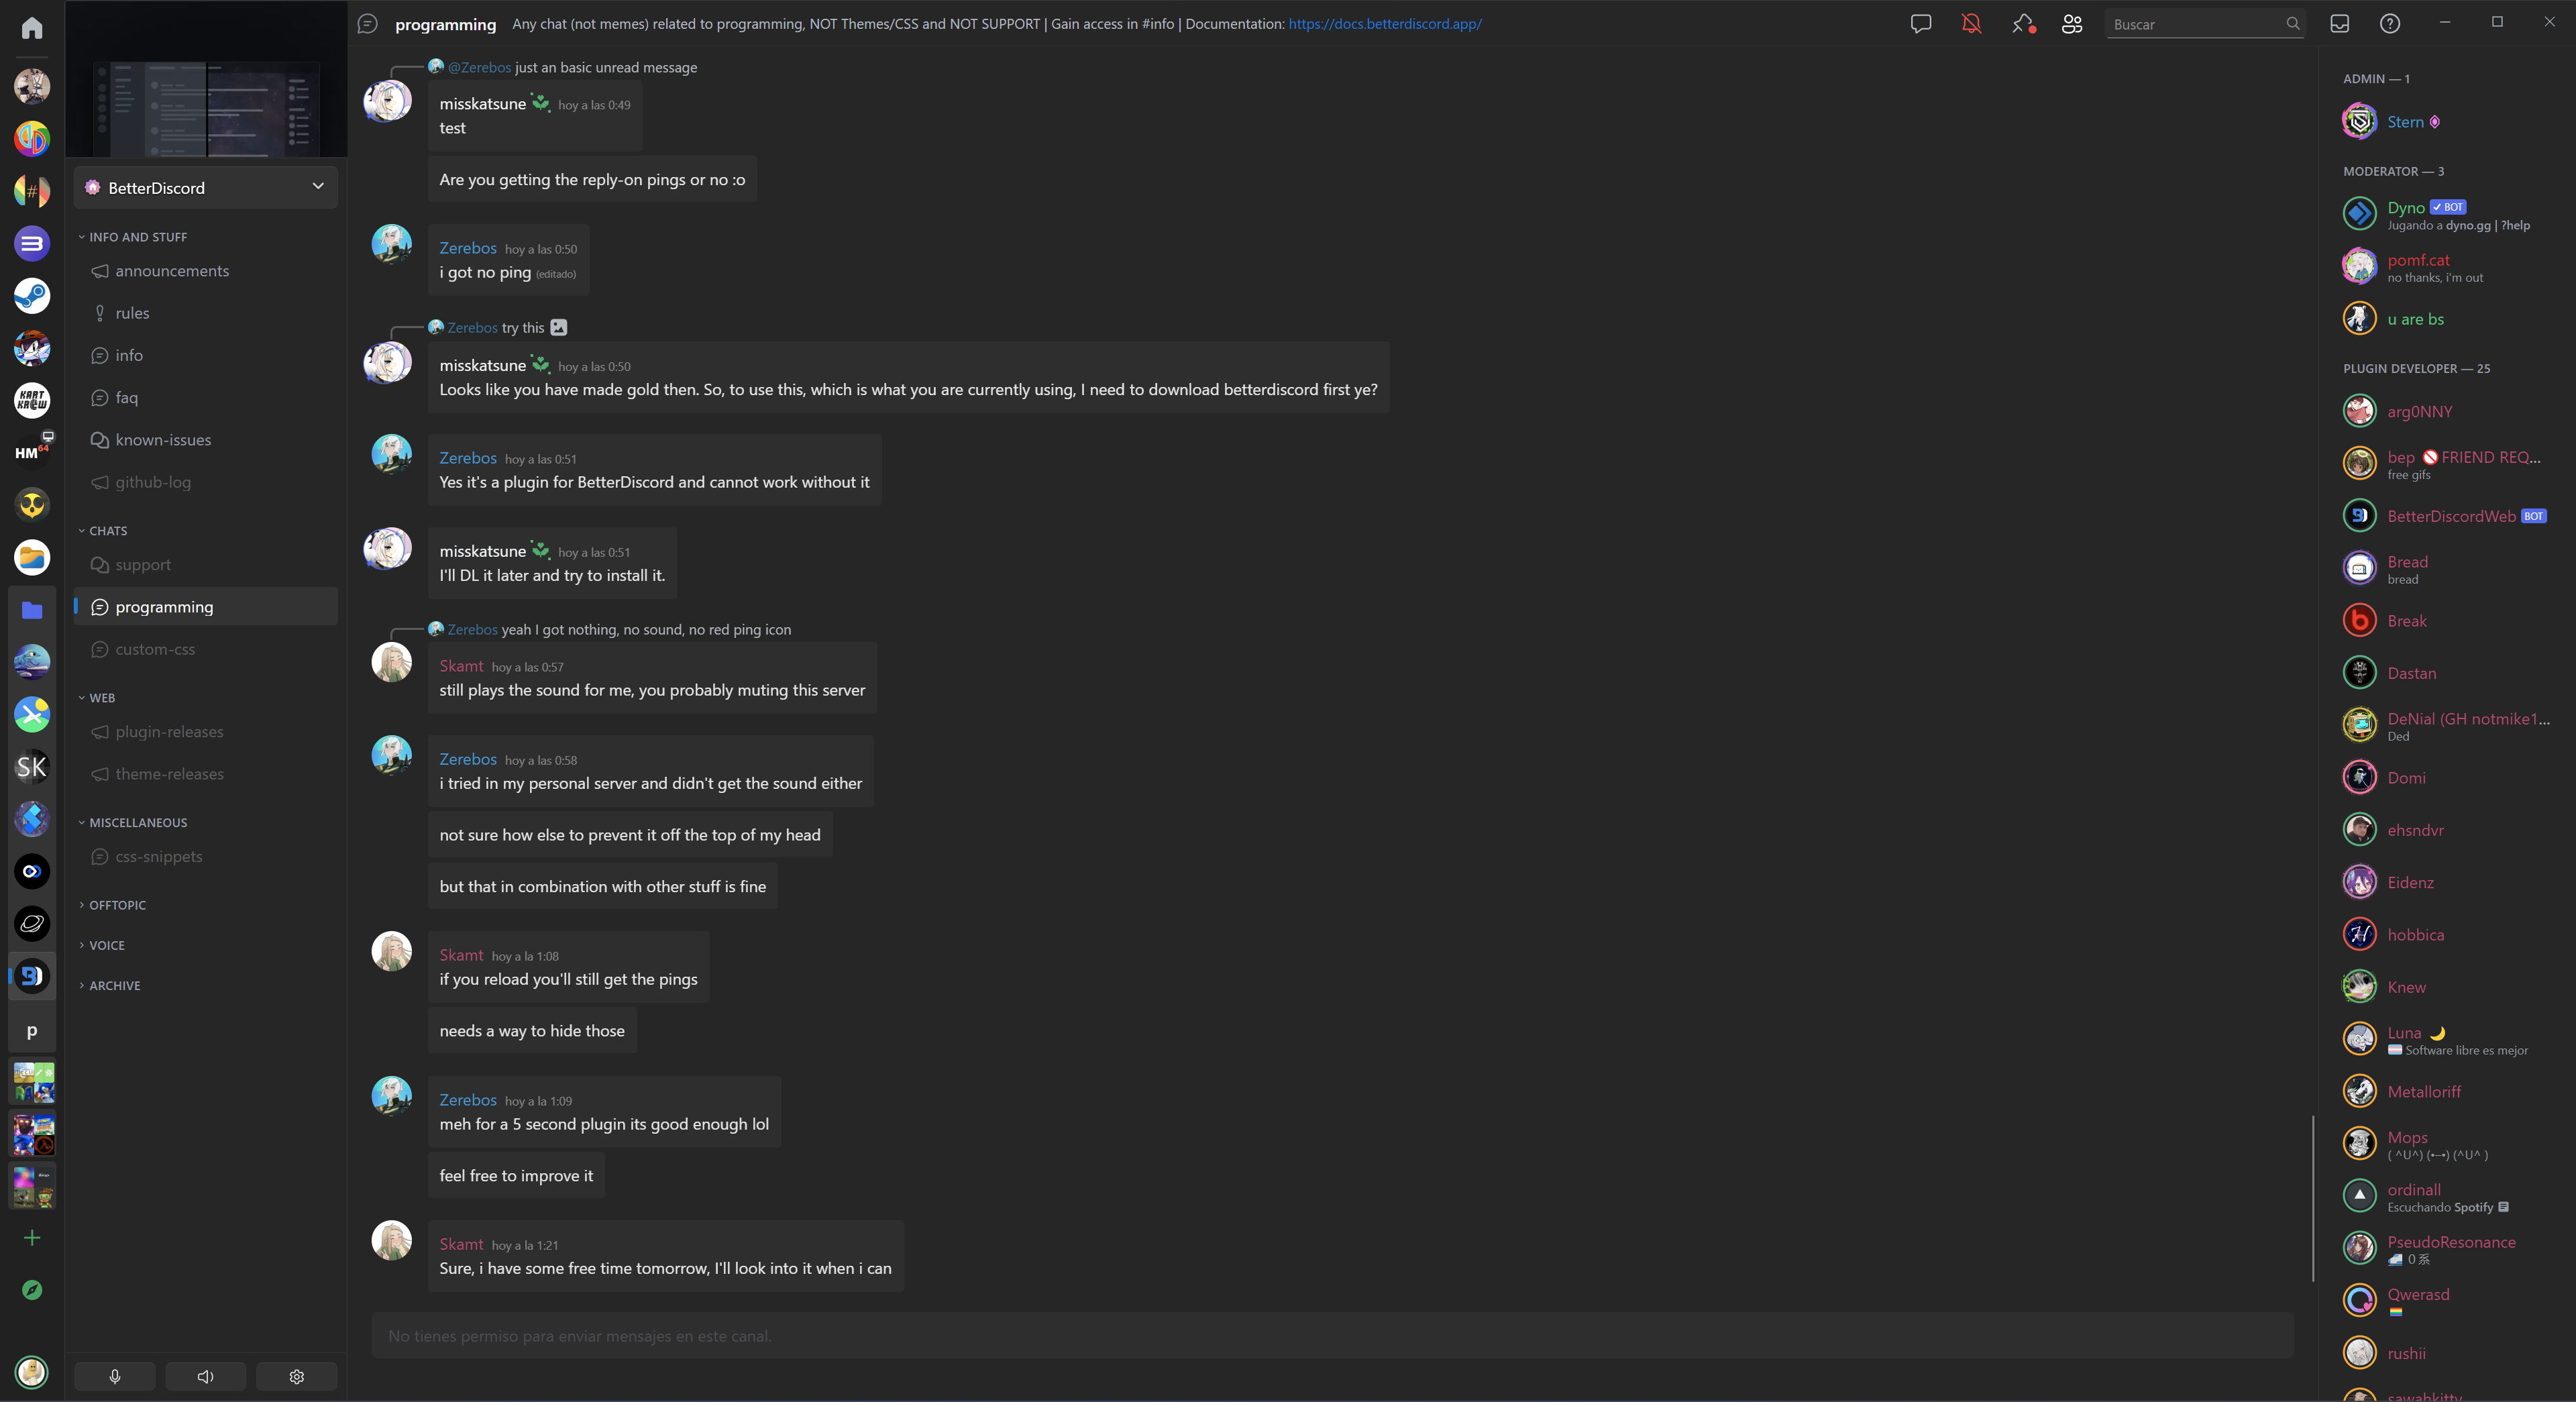 programming
Any chat (not memes) related to programming, NOT Themes/CSS and NOT SUPPORT | Gain access in #info | Documentation: https://docs.betterdiscord.app/
Buscar
BetterDiscord
INFO AND STUFF
announcements
rules
info
faq
known-issues
github-log
CHATS
support
programming
custom-css
WEB
plugin-releases
theme-releases
MISCELLANEOUS
css-snippets
OFFTOPIC
VOICE
ARCHIVE
KART
KREW
HM64
SK
p
@Zerebos just an basic unread message
misskatsune hoy a las 0:49
test
Are you getting the reply-on pings or no :o
Zerebos hoy a las 0:50
i got no ping (editado)
Zerebos try this
misskatsune hoy a las 0:50
Looks like you have made gold then. So, to use this, which is what you are currently using, I need to download betterdiscord first ye?
Zerebos hoy a las 0:51
Yes it's a plugin for BetterDiscord and cannot work without it
misskatsune hoy a las 0:51
I'll DL it later and try to install it.
Zerebos yeah I got nothing, no sound, no red ping icon
Skamt hoy a las 0:57
still plays the sound for me, you probably muting this server
Zerebos hoy a las 0:58
i tried in my personal server and didn't get the sound either
not sure how else to prevent it off the top of my head
but that in combination with other stuff is fine
Skamt hoy a la 1:08
if you reload you'll still get the pings
needs a way to hide those
Zerebos hoy a la 1:09
meh for a 5 second plugin its good enough lol
feel free to improve it
Skamt hoy a la 1:21
Sure, i have some free time tomorrow, I'll look into it when i can
No tienes permiso para enviar mensajes en este canal.
ADMIN — 1
Stern
MODERATOR — 3
Dyno ✓ BOT
Jugando a dyno.gg | ?help
pomf.cat
no thanks, i'm out
u are bs
PLUGIN DEVELOPER — 25
arg0NNY
bep 🚫 FRIEND REQ...
free gifs
BetterDiscordWeb BOT
Bread
bread
Break
Dastan
DeNial (GH notmike1...
Ded
Domi
ehsndvr
Eidenz
hobbica
Knew
Luna 🌙
Software libre es mejor
Metalloriff
Mops
( ^U^) (•–•) (^U^ )
ordinall
Escuchando Spotify
PseudoResonance
0系
Qwerasd
rushii
sawahkitty